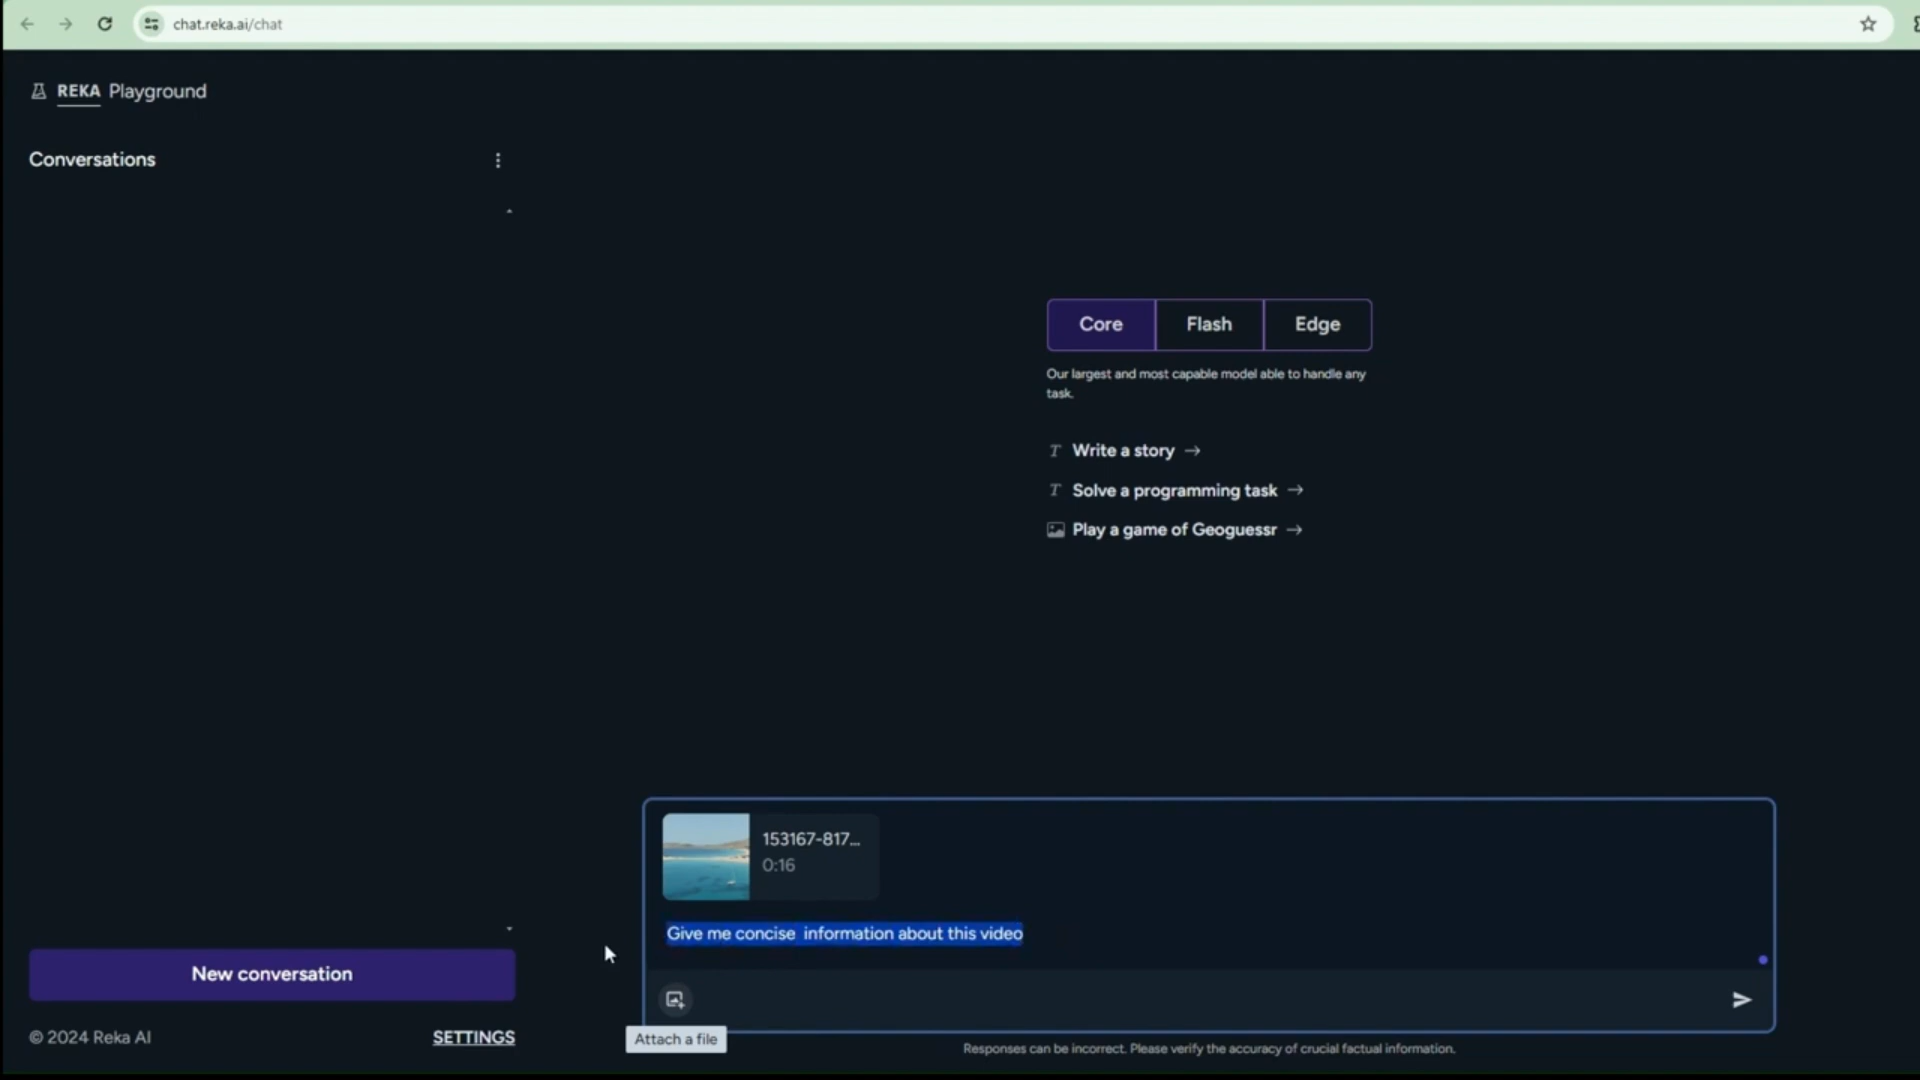 chat.reka.ai/chat
REKA Playground
Conversations
Core
Flash
Edge
Our largest and most capable model able to handle any
task.
Write a story →
Solve a programming task →
Play a game of Geoguessr →
153167-817...
0:16
Give me concise  information about this video
New conversation
© 2024 Reka AI
SETTINGS
Attach a file
Responses can be incorrect. Please verify the accuracy of crucial factual information.